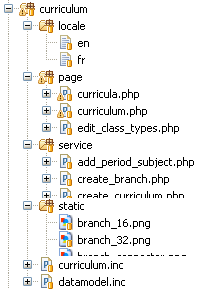 curriculum
locale
en
fr
page
curricula.php
curriculum.php
edit_class_types.php
service
add_period_subject.php
create_branch.php
create_curriculum.php
static
branch_16.png
branch_32.png
curriculum.inc
datamodel.inc